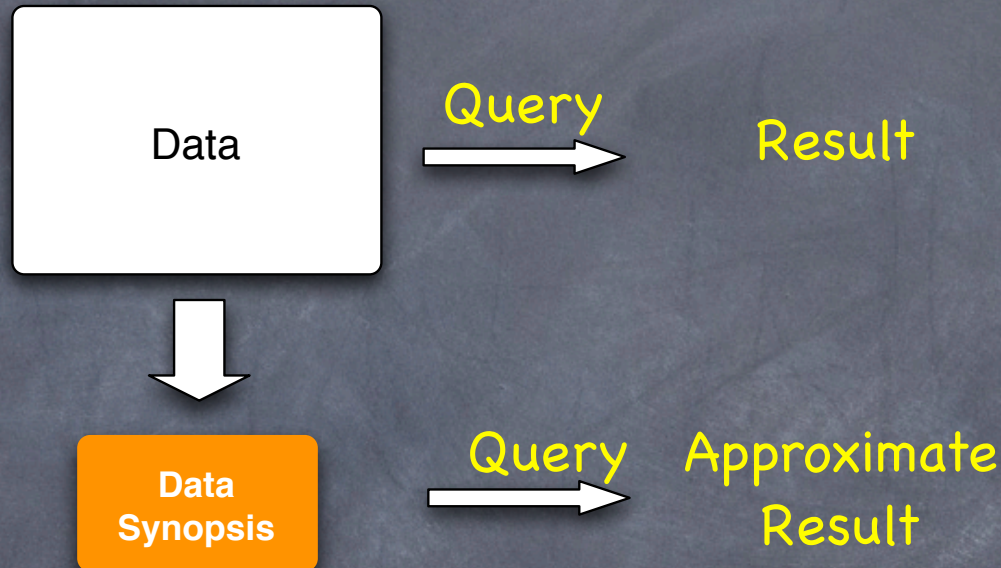 Data
Query
Result
Data
Synopsis
Query
Approximate
Result